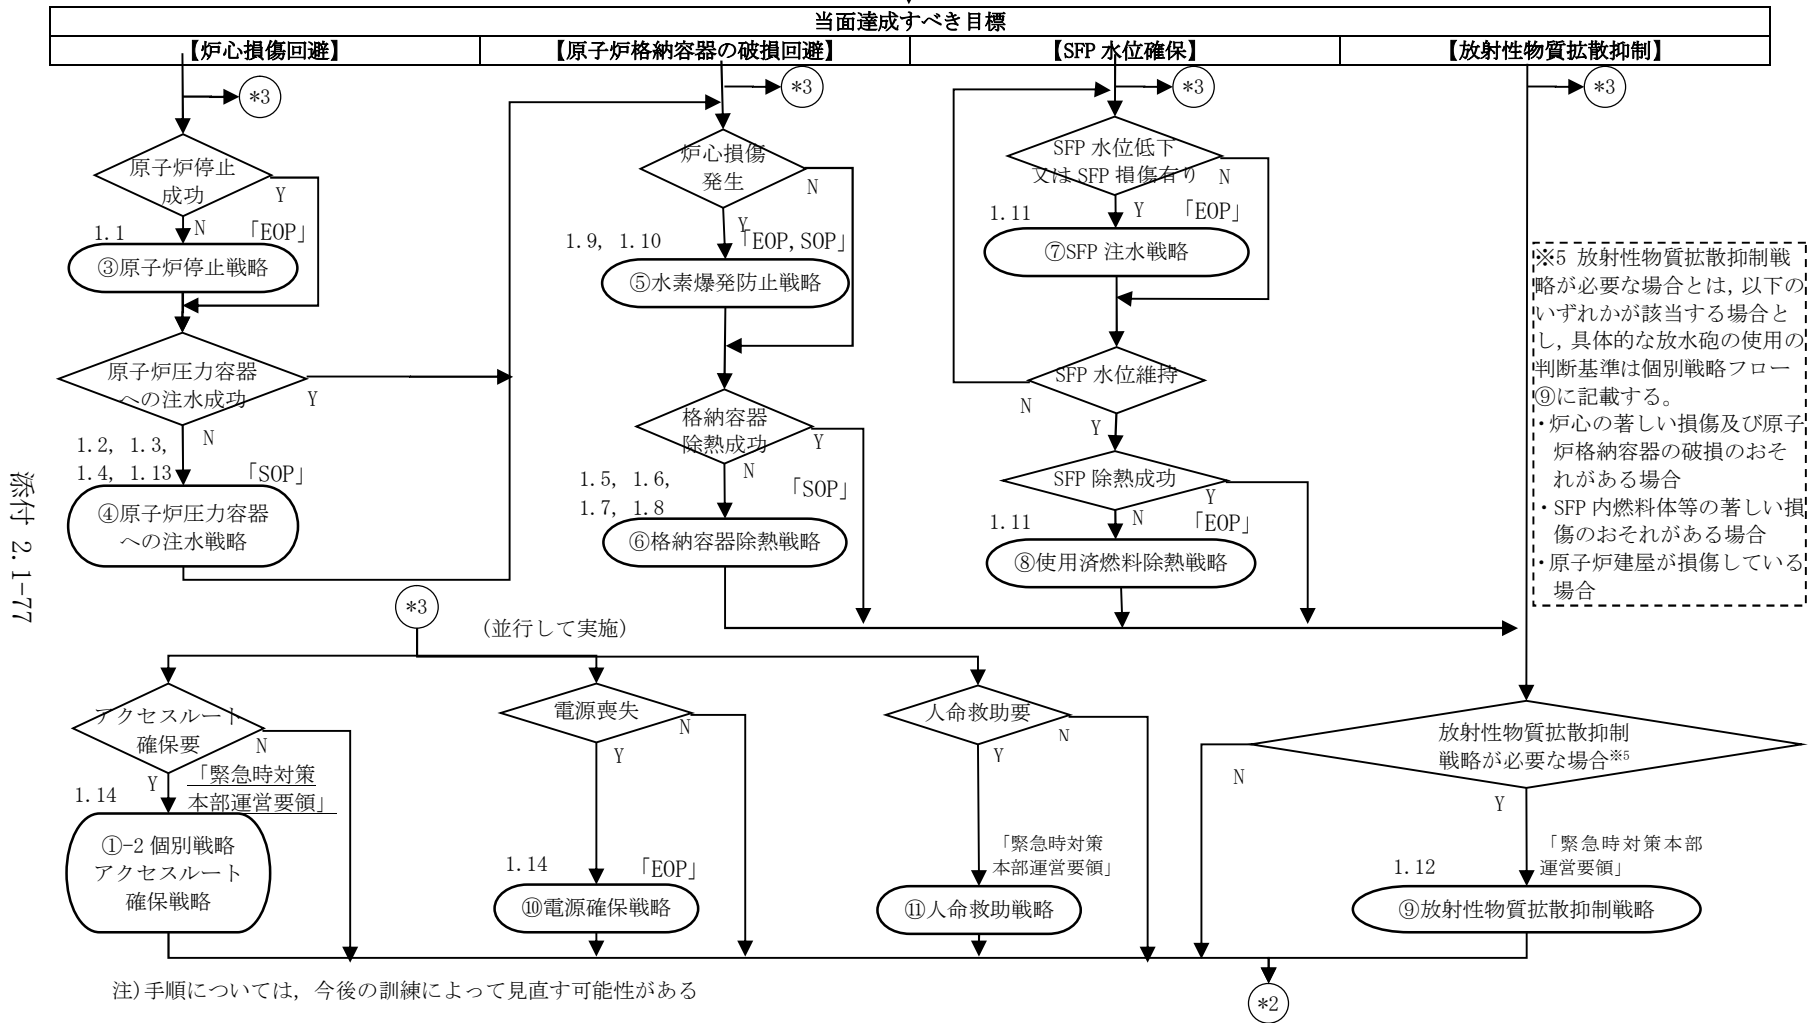 当面達成すべき目標
【炉心損傷回避】
【原子炉格納容器の破損回避】
【SFP 水位確保】
【放射性物質拡散抑制】
*3
原子炉停止
成功
Y
N
1.1
「EOP」
③原子炉停止戦略
原子炉圧力容器
への注水成功
Y
N
1.2, 1.3,
1.4, 1.13
「SOP」
④原子炉圧力容器
への注水戦略
*3
炉心損傷
発生
N
Y
1.9, 1.10
「EOP, SOP」
⑤水素爆発防止戦略
格納容器
除熱成功
Y
N
1.5, 1.6,
1.7, 1.8
「SOP」
⑥格納容器除熱戦略
*3
SFP 水位低下
又は SFP 損傷有り
N
Y
1.11
「EOP」
⑦SFP 注水戦略
SFP 水位維持
N
Y
SFP 除熱成功
Y
N
1.11
「EOP」
⑧使用済燃料除熱戦略
*3
※5 放射性物質拡散抑制戦
略が必要な場合とは, 以下の
いずれかが該当する場合と
し, 具体的な放水砲の使用の
判断基準は個別戦略フロー
⑨に記載する。
・炉心の著しい損傷及び原子
炉格納容器の破損のおそ
れがある場合
・SFP 内燃料体等の著しい損
傷のおそれがある場合
・原子炉建屋が損傷している
場合
*3
(並行して実施)
アクセスルート
確保要
N
Y
1.14
「緊急時対策
本部運営要領」
①-2 個別戦略
アクセスルート
確保戦略
電源喪失
N
Y
1.14
「EOP」
⑩電源確保戦略
人命救助要
N
Y
「緊急時対策
本部運営要領」
⑪人命救助戦略
放射性物質拡散抑制
戦略が必要な場合※5
N
Y
1.12
「緊急時対策本部
運営要領」
⑨放射性物質拡散抑制戦略
*2
注)手順については, 今後の訓練によって見直す可能性がある
添付 2.1-77